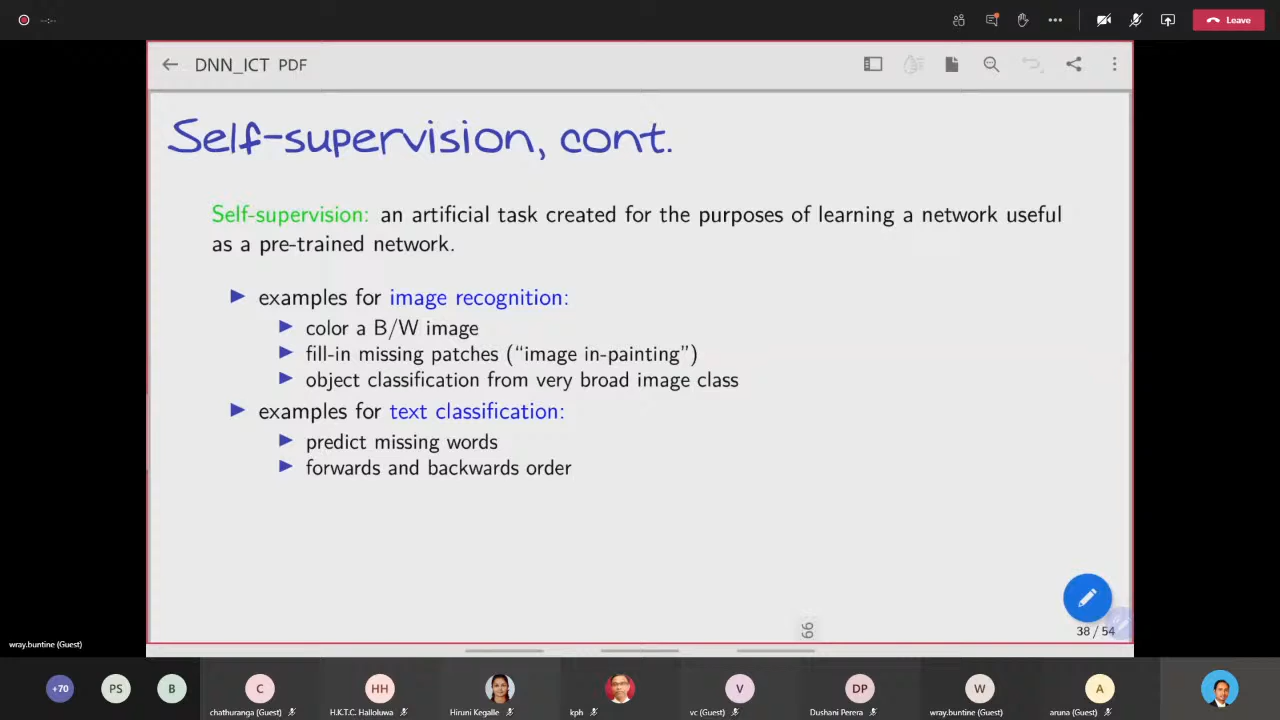 --:--
Leave
DNN_ICT PDF
Self-supervision, cont.
Self-supervision: an artificial task created for the purposes of learning a network useful
as a pre-trained network.
examples for image recognition:
color a B/W image
fill-in missing patches (“image in-painting”)
object classification from very broad image class
examples for text classification:
predict missing words
forwards and backwards order
66
38 / 54
wray.buntine (Guest)
+70
PS
B
C
HH
V
DP
W
A
chathuranga (Guest)
H.K.T.C. Halloluwa
Hiruni Kegalle
kph
vc (Guest)
Dushani Perera
wray.buntine (Guest)
aruna (Guest)